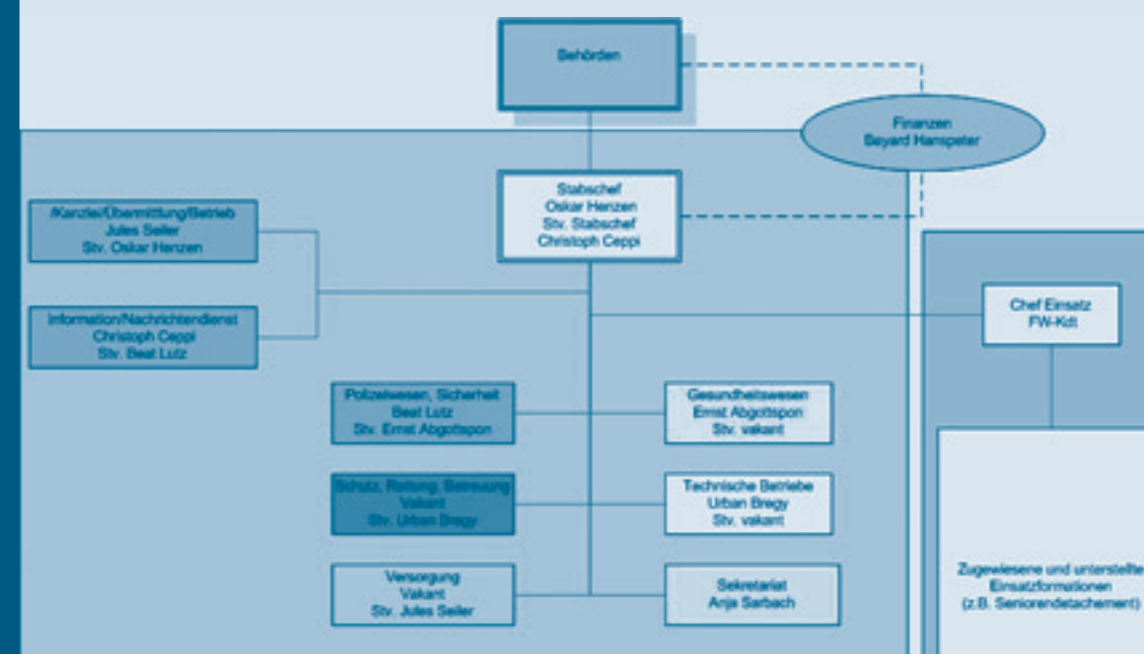 Behörden
Finanzen
Bayard Hanspeter
Stabschef
Oskar Henzen
Stv. Stabschef
Christoph Ceppi
/Kanzlei/Übermittlung/Betrieb
Jules Seiler
Stv. Oskar Henzen
Information/Nachrichtendienst
Christoph Ceppi
Stv. Beat Lutz
Chef Einsatz
FW-Kdt
Polizeiwesen, Sicherheit
Beat Lutz
Stv. Ernst Abgottspon
Gesundheitswesen
Ernst Abgottspon
Stv. vakant
Schutz, Rettung, Betreuung
Vakant
Stv. Urban Bregy
Technische Betriebe
Urban Bregy
Stv. vakant
Versorgung
Vakant
Stv. Jules Seiler
Sekretariat
Anja Sarbach
Zugewiesene und unterstellte
Einsatzformationen
(z.B. Seniorendetachement)